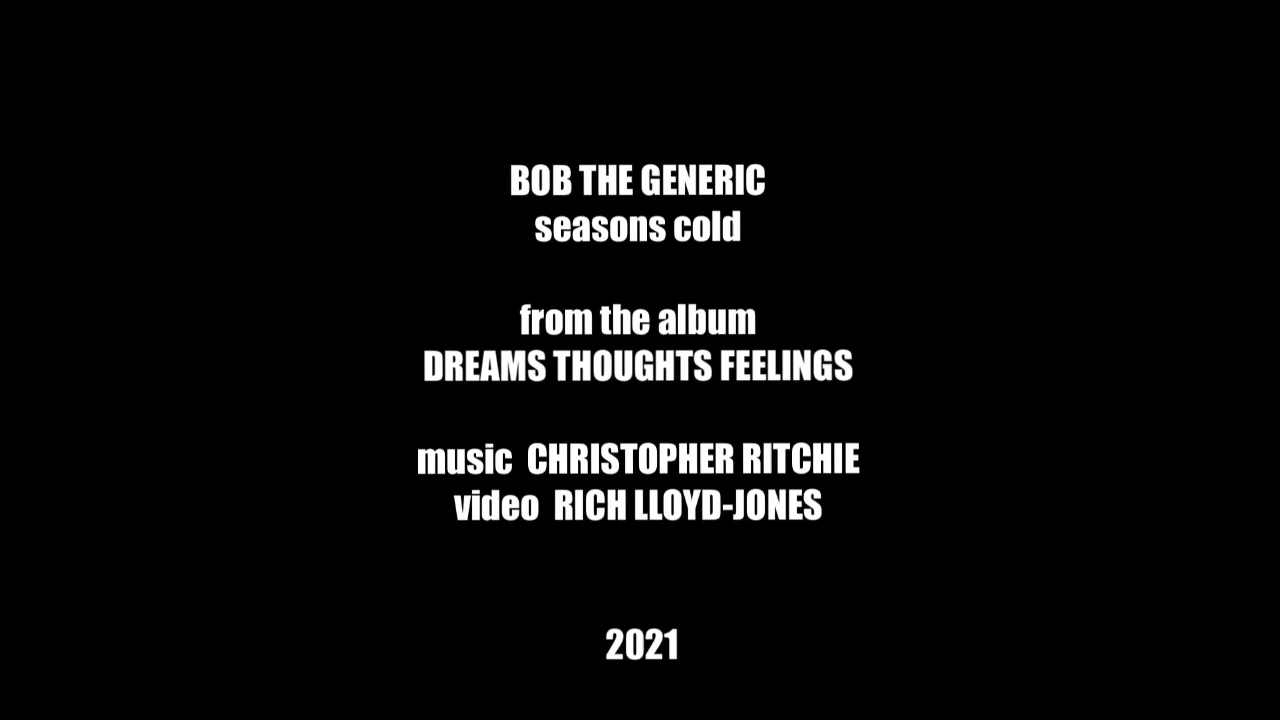 BOB THE GENERIC
seasons cold
from the album
DREAMS THOUGHTS FEELINGS
music CHRISTOPHER RITCHIE
video RICH LLOYD-JONES
2021